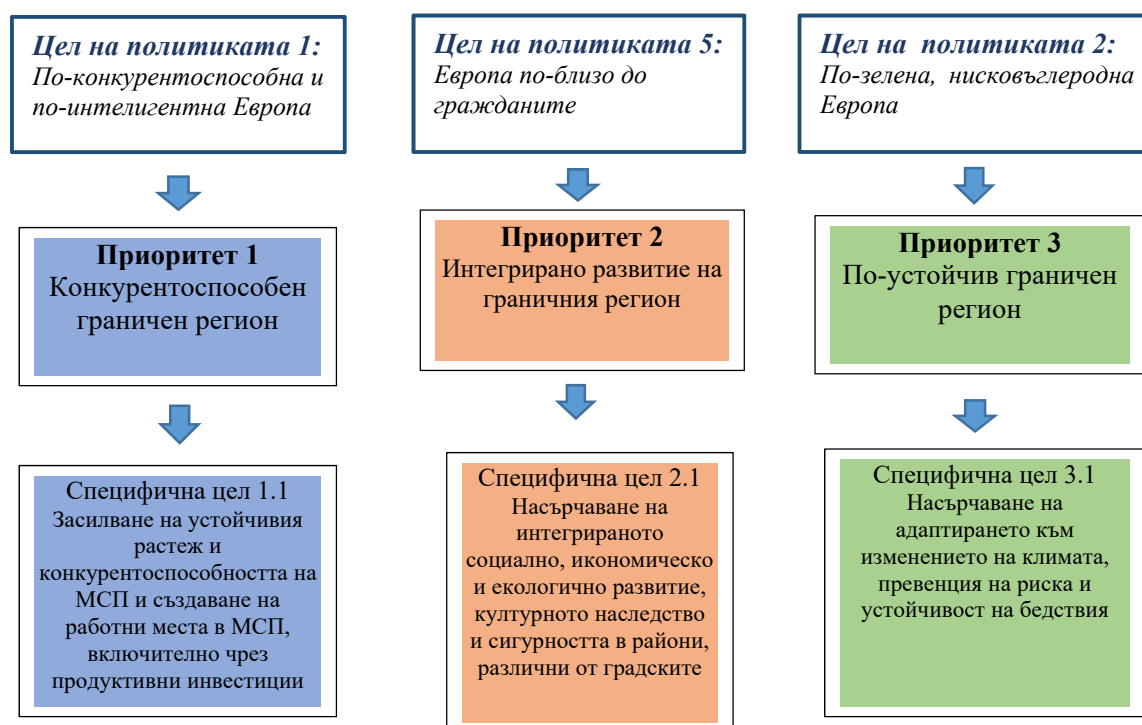 Цел на политиката 1:
По-конкурентоспособна и
по-интелигентна Европа
Цел на политиката 5:
Европа по-близо до
гражданите
Цел на политиката 2:
По-зелена, нисковъглеродна
Европа
Приоритет 1
Конкурентоспособен
граничен регион
Приоритет 2
Интегрирано развитие на
граничния регион
Приоритет 3
По-устойчив граничен
регион
Специфична цел 1.1
Засилване на устойчивия
растеж и
конкурентоспособността на
МСП и създаване на
работни места в МСП,
включително чрез
продуктивни инвестиции
Специфична цел 2.1
Насърчаване на
интегрираното
социално, икономическо
и екологично развитие,
културното наследство
и сигурността в райони,
различни от градските
Специфична цел 3.1
Насърчаване на
адаптирането към
изменението на климата,
превенция на риска и
устойчивост на бедствия